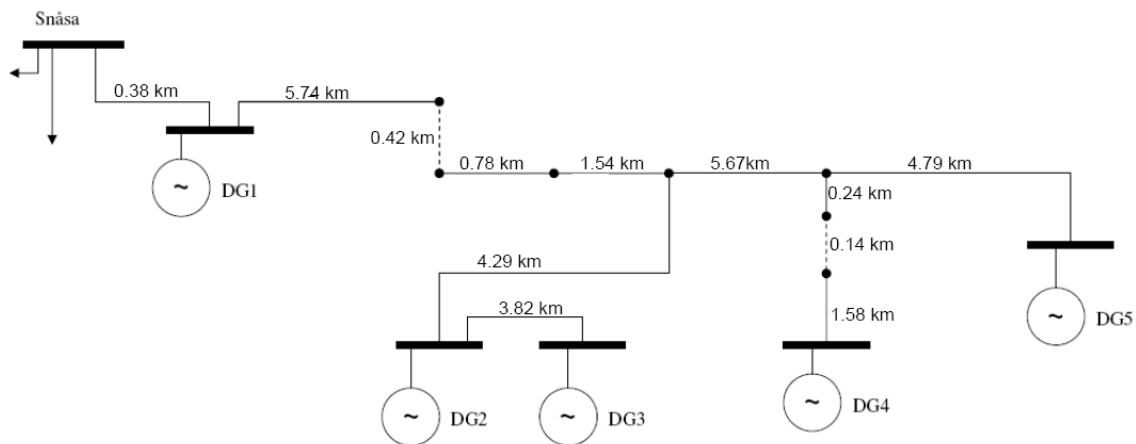 Snåsa
0.38 km
5.74 km
0.42 km
0.78 km
1.54 km
5.67km
4.79 km
~
DG1
0.24 km
0.14 km
4.29 km
3.82 km
1.58 km
~
DG5
~
DG2
~
DG3
~
DG4